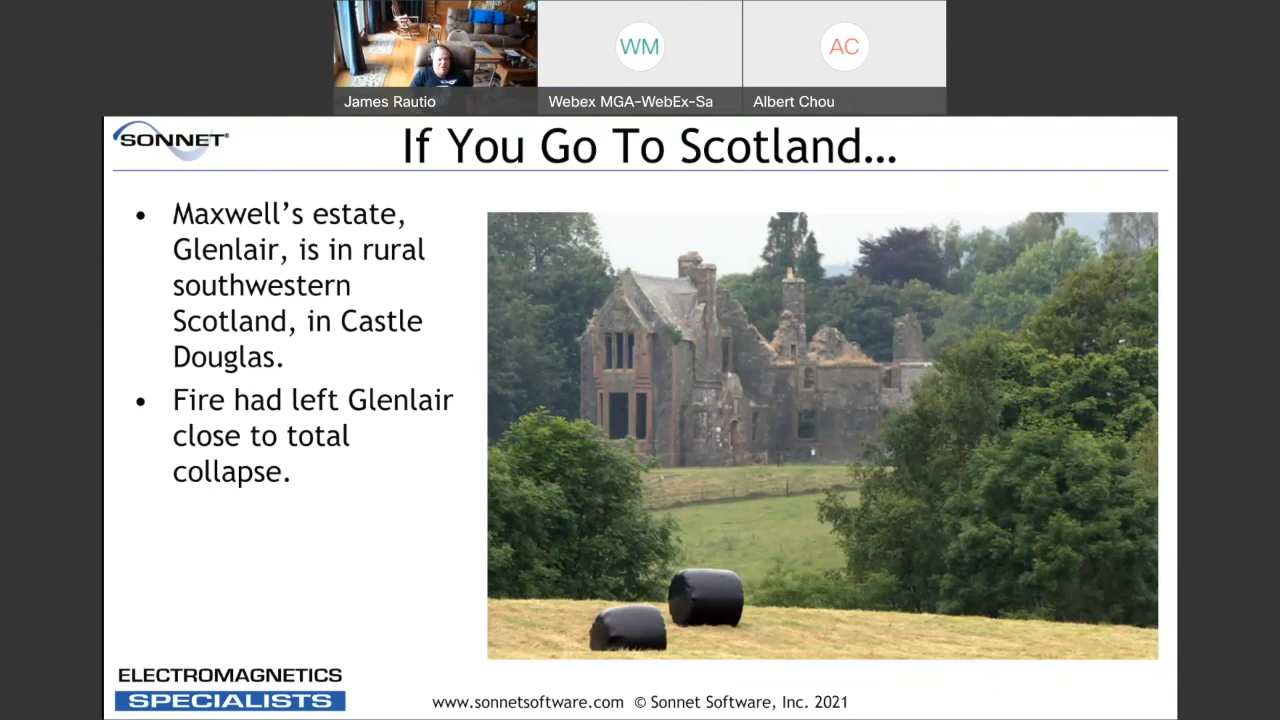 WM
AC
James Rautio
Webex MGA-WebEx-Sa
Albert Chou
SONNET®
If You Go To Scotland…
• Maxwell’s estate,
Glenlair, is in rural
southwestern
Scotland, in Castle
Douglas.
• Fire had left Glenlair
close to total
collapse.
ELECTROMAGNETICS
SPECIALISTS
www.sonnetsoftware.com © Sonnet Software, Inc. 2021